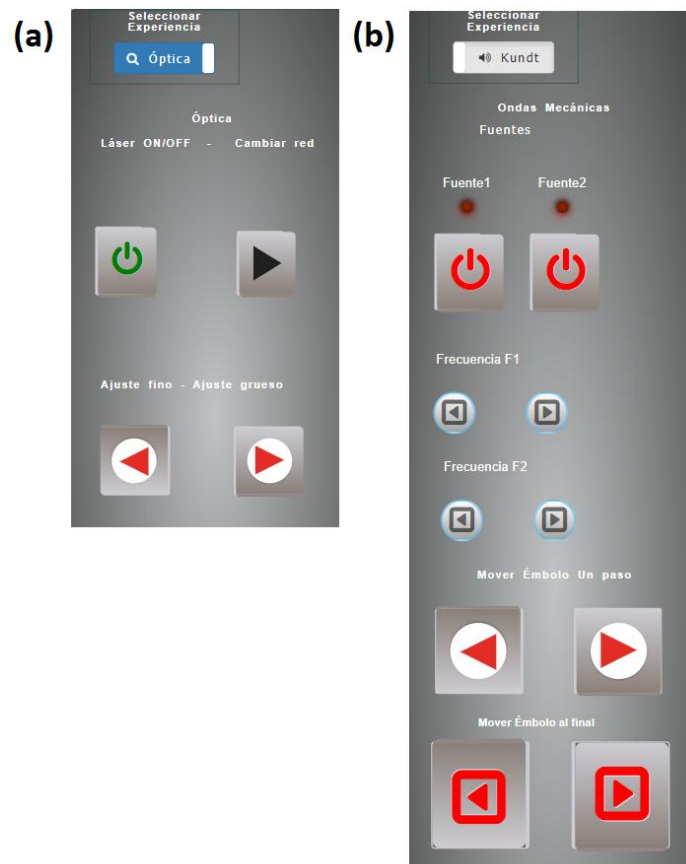 (a)
Seleccionar
Experiencia
Óptica
Óptica
Láser ON/OFF - Cambiar red
Ajuste fino - Ajuste grueso
(b)
Seleccionar
Experiencia
Kundt
Ondas Mecánicas
Fuentes
Fuente1 Fuente2
Frecuencia F1
Frecuencia F2
Mover Émbolo Un paso
Mover Émbolo al final